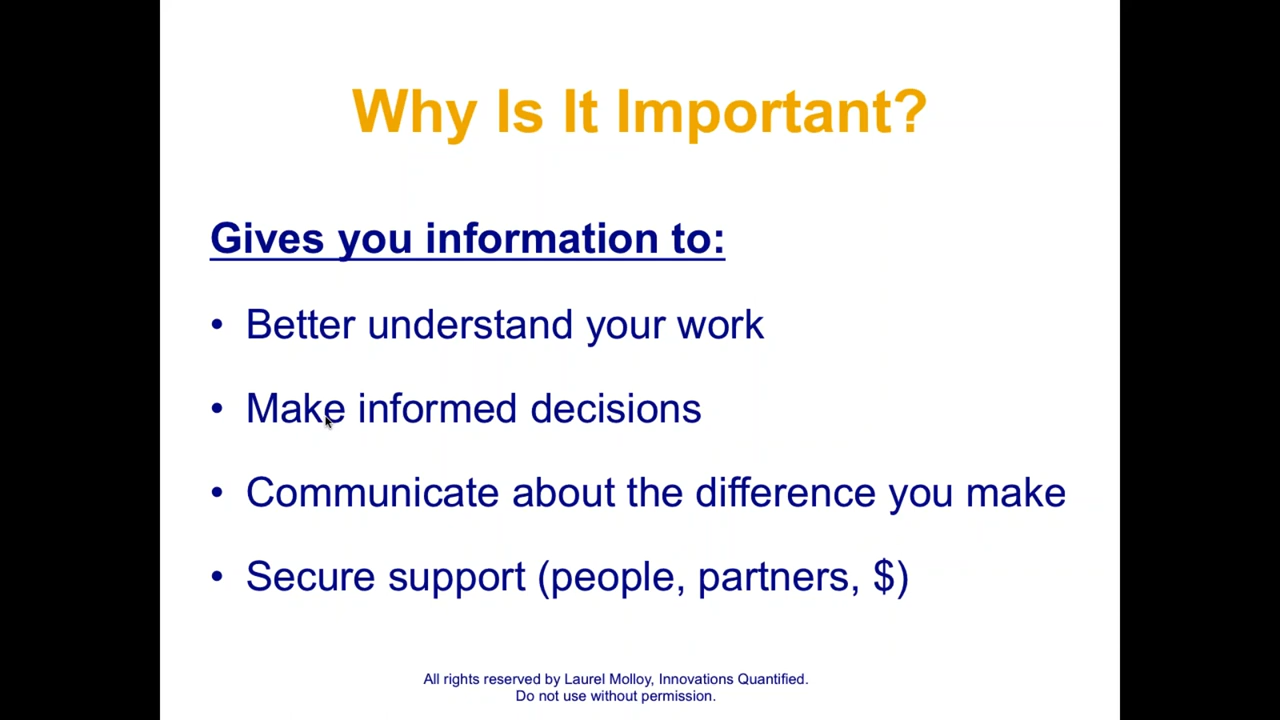 Why Is It Important?
Gives you information to:
• Better understand your work
• Make informed decisions
• Communicate about the difference you make
• Secure support (people, partners, $)
All rights reserved by Laurel Molloy, Innovations Quantified.
Do not use without permission.